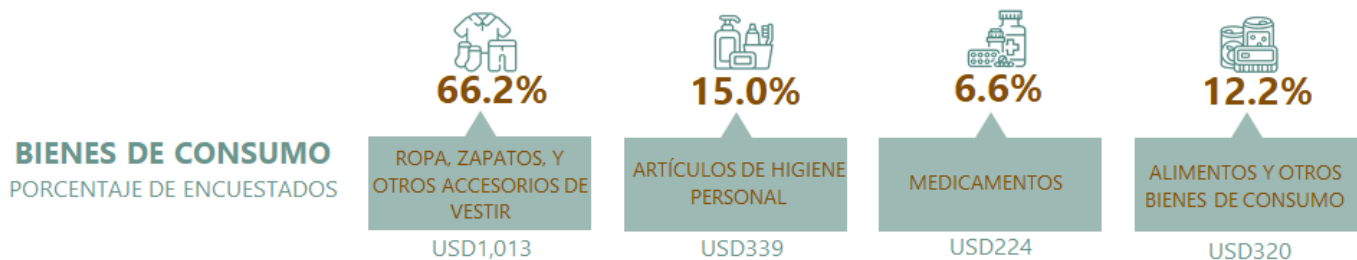 66.2%
15.0%
6.6%
12.2%
BIENES DE CONSUMO
PORCENTAJE DE ENCUESTADOS
ROPA, ZAPATOS, Y
OTROS ACCESORIOS DE
VESTIR
ARTÍCULOS DE HIGIENE
PERSONAL
MEDICAMENTOS
ALIMENTOS Y OTROS
BIENES DE CONSUMO
USD1,013
USD339
USD224
USD320